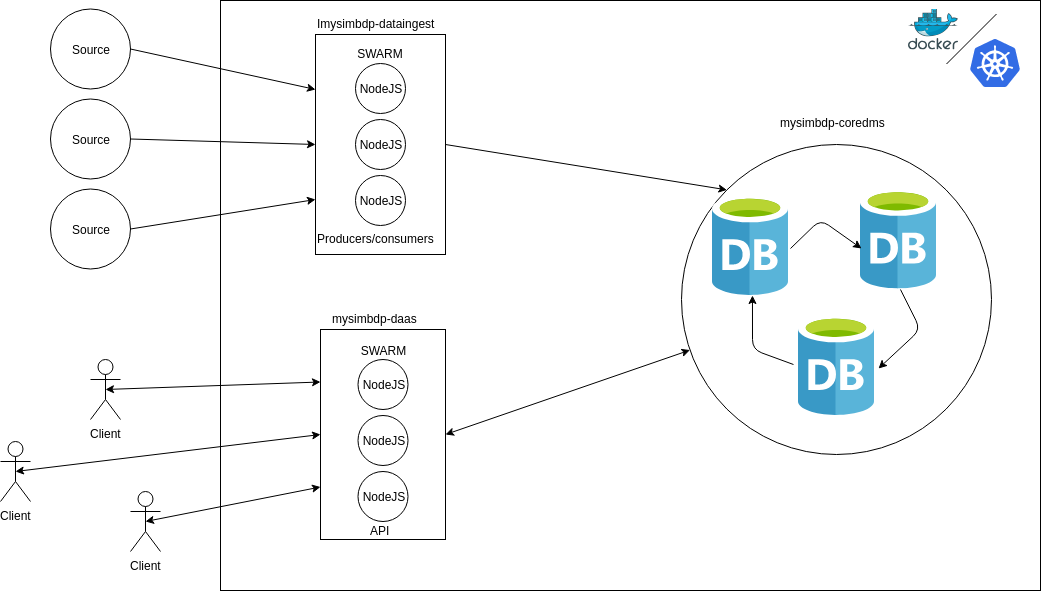 Source
Source
Source
Imysimbdp-dataingest
SWARM
NodeJS
NodeJS
NodeJS
Producers/consumers
docker
mysimbdp-coredms
DB
DB
DB
mysimbdp-daas
SWARM
NodeJS
NodeJS
NodeJS
API
Client
Client
Client